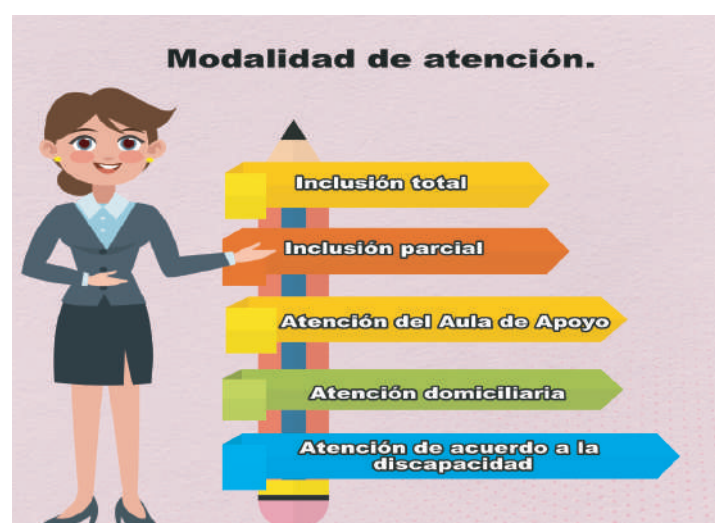 Modalidad de atención.
Inclusión total
Inclusión parcial
Atención del Aula de Apoyo
Atención domiciliaria
Atención de acuerdo a la
discapacidad